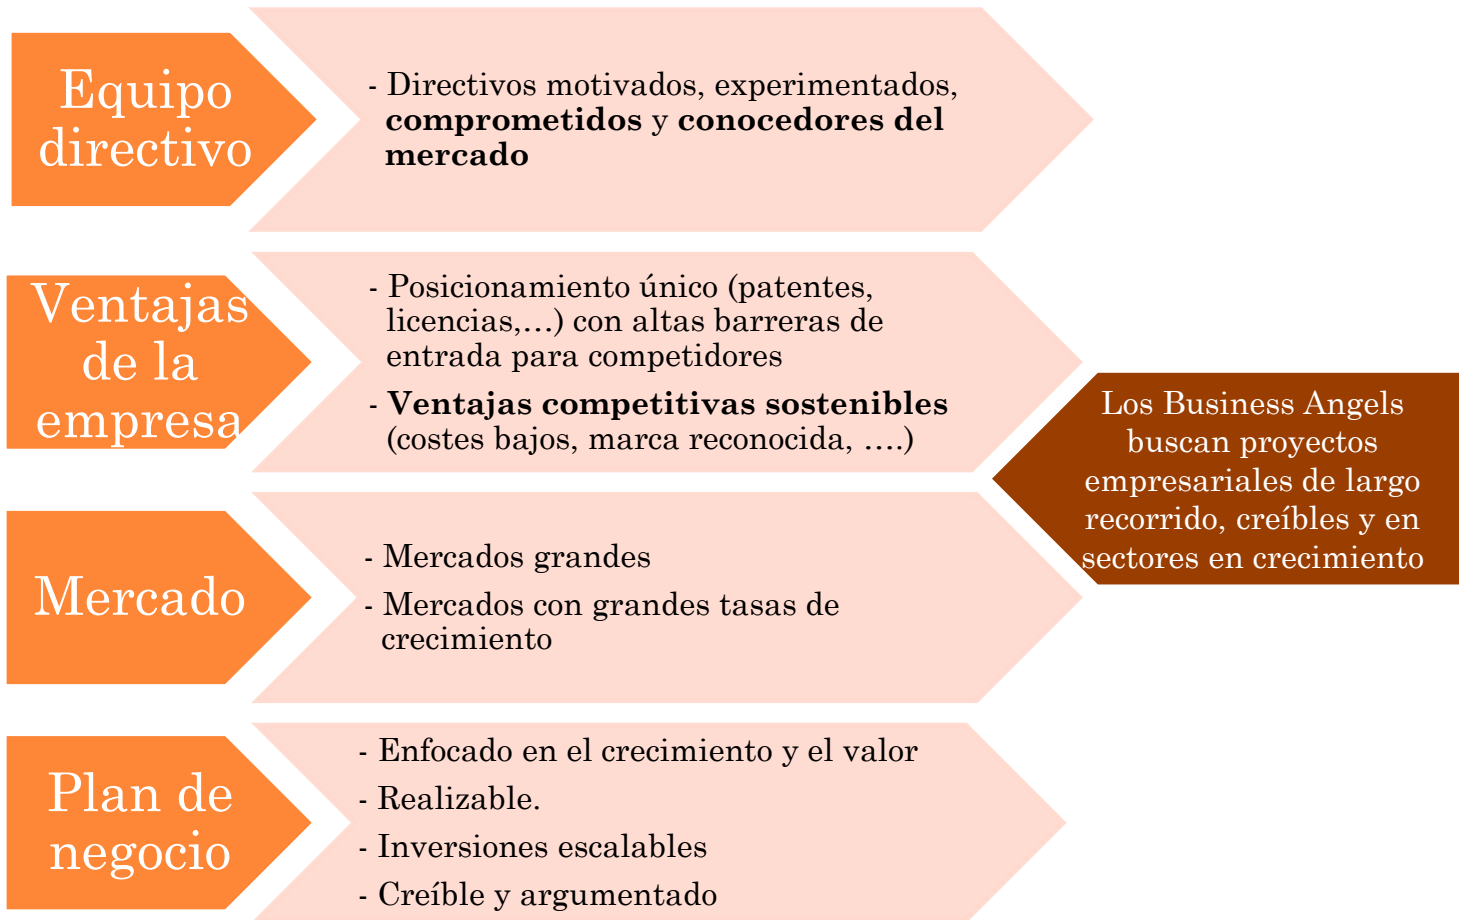 Equipo
directivo
- Directivos motivados, experimentados,
comprometidos y conocedores del
mercado
Ventajas
de la
empresa
- Posicionamiento único (patentes,
licencias,...) con altas barreras de
entrada para competidores
- Ventajas competitivas sostenibles
(costes bajos, marca reconocida, ....)
Mercado
- Mercados grandes
- Mercados con grandes tasas de
crecimiento
Plan de
negocio
- Enfocado en el crecimiento y el valor
- Realizable.
- Inversiones escalables
- Creíble y argumentado
Los Business Angels
buscan proyectos
empresariales de largo
recorrido, creíbles y en
sectores en crecimiento